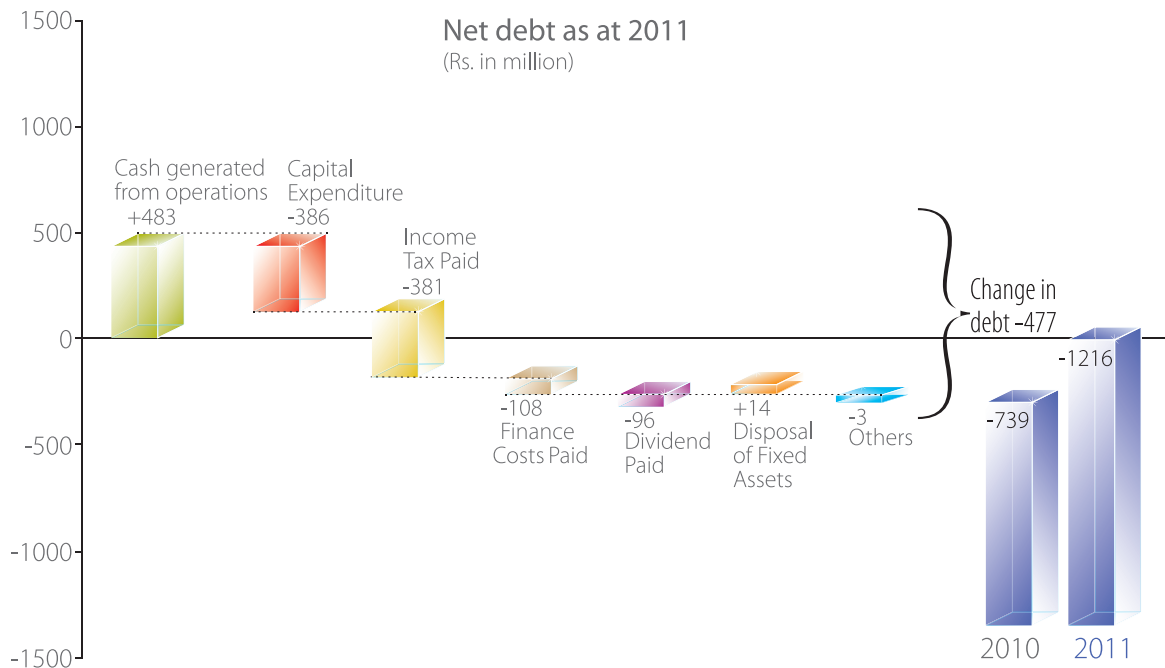 Net debt as at 2011
(Rs. in million)
1500
1000
500
0
-500
-1000
-1500
Cash generated
from operations
+483
Capital
Expenditure
-386
Income
Tax Paid
-381
-108
Finance
Costs Paid
-96
Dividend
Paid
+14
Disposal
of Fixed
Assets
-3
Others
Change in
debt -477
-739
-1216
2010
2011